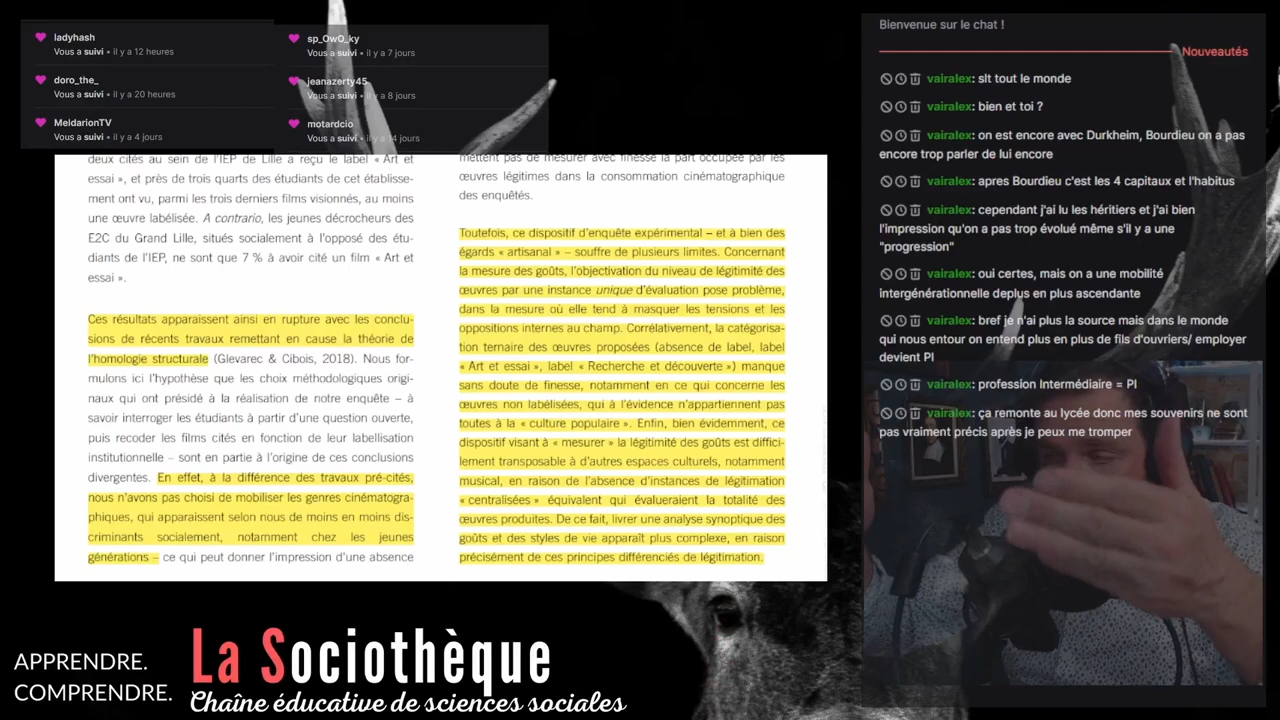 ladyhash
Vous a suivi • il y a 12 heures
doro_the_
Vous a suivi • il y a 20 heures
MeldarionTV
Vous a suivi • il y a 4 jours
sp_OwO_ky
Vous a suivi • il y a 7 jours
jeanazerty45
Vous a suivi • il y a 8 jours
motardcio
Vous a suivi • il y a 14 jours
deux cités au sein de l'IEP de Lille a reçu le label « Art et
essai », et près de trois quarts des étudiants de cet établisse-
ment ont vu, parmi les trois derniers films visionnés, au moins
une œuvre labélisée. A contrario, les jeunes décrocheurs des
E2C du Grand Lille, situés socialement à l'opposé des étu-
diants de l'IEP, ne sont que 7 % à avoir cité un film « Art et
essai ».
Ces résultats apparaissent ainsi en rupture avec les conclu-
sions de récents travaux remettant en cause la théorie de
l'homologie structurale (Glevarec & Cibois, 2018). Nous for-
mulons ici l'hypothèse que les choix méthodologiques origi-
naux qui ont présidé à la réalisation de notre enquête – à
savoir interroger les étudiants à partir d'une question ouverte,
puis recoder les films cités en fonction de leur labellisation
institutionnelle – sont en partie à l'origine de ces conclusions
divergentes. En effet, à la différence des travaux pré-cités,
nous n'avons pas choisi de mobiliser les genres cinématogra-
phiques, qui apparaissent selon nous de moins en moins dis-
criminants socialement, notamment chez les jeunes
générations – ce qui peut donner l'impression d'une absence
mettent pas de mesurer avec finesse la part occupée par les
œuvres légitimes dans la consommation cinématographique
des enquêtés.
Toutefois, ce dispositif d'enquête expérimental – et à bien des
égards « artisanal » – souffre de plusieurs limites. Concernant
la mesure des goûts, l'objectivation du niveau de légitimité des
œuvres par une instance unique d'évaluation pose problème,
dans la mesure où elle tend à masquer les tensions et les
oppositions internes au champ. Corrélativement, la catégorisa-
tion ternaire des œuvres proposées (absence de label, label
« Art et essai », label « Recherche et découverte ») manque
sans doute de finesse, notamment en ce qui concerne les
œuvres non labélisées, qui à l'évidence n'appartiennent pas
toutes à la « culture populaire ». Enfin, bien évidemment, ce
dispositif visant à « mesurer » la légitimité des goûts est diffici-
lement transposable à d'autres espaces culturels, notamment
musical, en raison de l'absence d'instances de légitimation
« centralisées » équivalent qui évalueraient la totalité des
œuvres produites. De ce fait, livrer une analyse synoptique des
goûts et des styles de vie apparaît plus complexe, en raison
précisément de ces principes différenciés de légitimation.
Bienvenue sur le chat !
Nouveautés
vairalex: slt tout le monde
vairalex: bien et toi ?
vairalex: on est encore avec Durkheim, Bourdieu on a pas
encore trop parler de lui encore
vairalex: apres Bourdieu c'est les 4 capitaux et l'habitus
vairalex: cependant j'ai lu les héritiers et j'ai bien
l'impression qu'on a pas trop évolué même s'il y a une
"progression"
vairalex: oui certes, mais on a une mobilité
intergénérationnelle deplus en plus ascendante
vairalex: bref je n'ai plus la source mais dans le monde
qui nous entour on entend plus en plus de fils d'ouvriers/ employer
devient PI
vairalex: profession Intermédiaire = PI
vairalex: ça remonte au lycée donc mes souvenirs ne sont
pas vraiment précis après je peux me tromper
APPRENDRE.
COMPRENDRE.
La Sociothèque
Chaîne éducative de sciences sociales